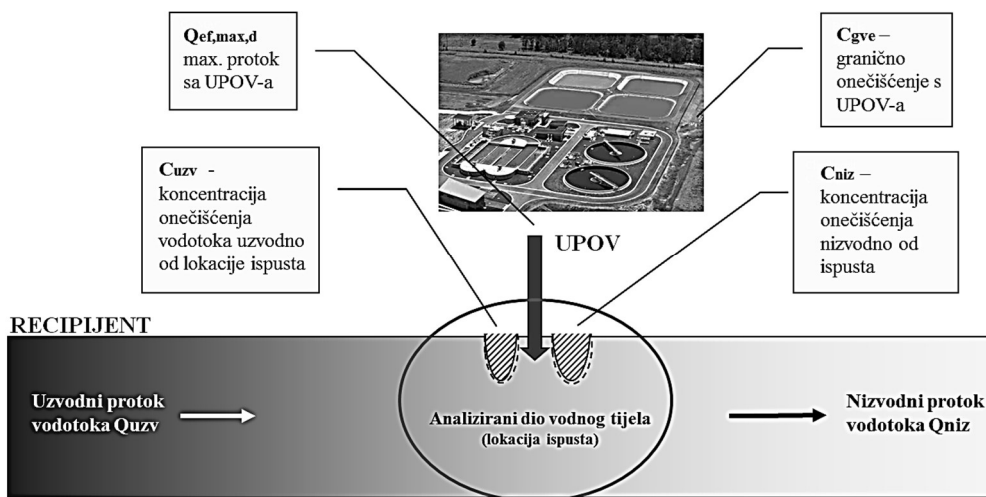 Qef,max,d
max. protok
sa UPOV-a
Cgve –
granično
onečišćenje s
UPOV-a
Cuzv -
koncentracija
onečišćenja
vodotoka uzvodno
od lokacije ispusta
Cniz –
koncentracija
onečišćenja
nizvodno od
ispusta
UPOV
RECIPIJENT
Uzvodni protok
vodotoka Quzv
Analizirani dio vodnog tijela
(lokacija ispusta)
Nizvodni protok
vodotoka Qniz